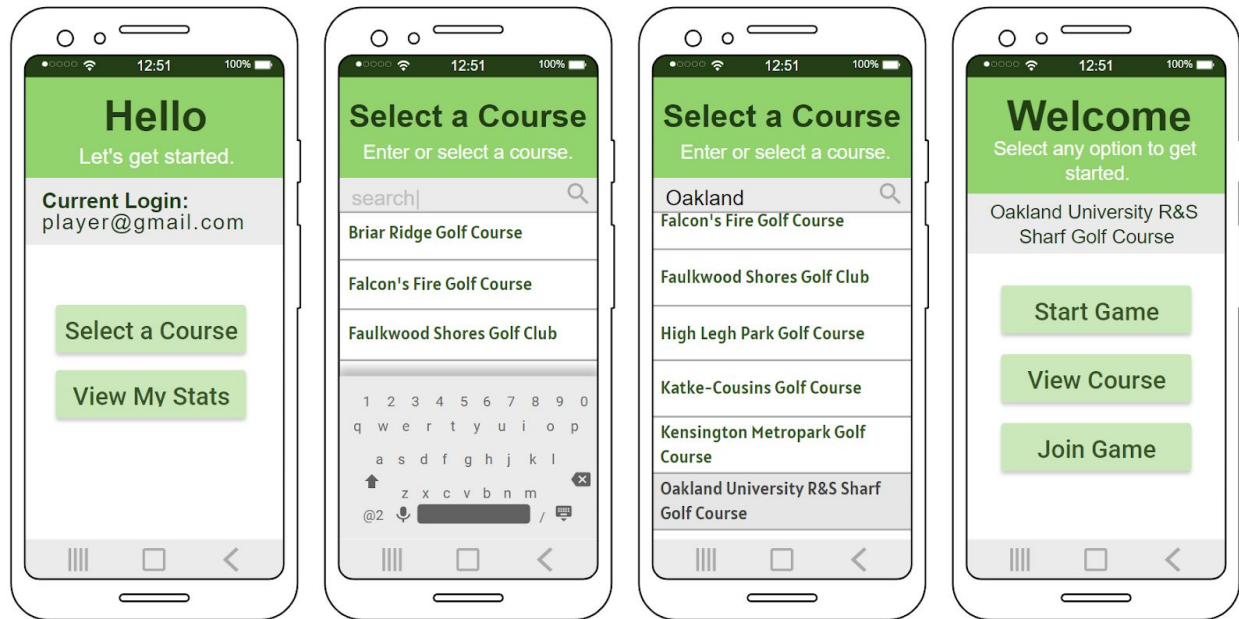 12:51
100%
Hello
Let's get started.
Current Login:
player@gmail.com
Select a Course
View My Stats
12:51
100%
Select a Course
Enter or select a course.
search|
Briar Ridge Golf Course
Falcon's Fire Golf Course
Faulkwood Shores Golf Club
1 2 3 4 5 6 7 8 9 0
q w e r t y u i o p
a s d f g h j k l
z x c v b n m
@2 /
12:51
100%
Select a Course
Enter or select a course.
Oakland
Falcon's Fire Golf Course
Faulkwood Shores Golf Club
High Legh Park Golf Course
Katke-Cousins Golf Course
Kensington Metropark Golf
Course
Oakland University R&S Sharf
Golf Course
12:51
100%
Welcome
Select any option to get
started.
Oakland University R&S
Sharf Golf Course
Start Game
View Course
Join Game